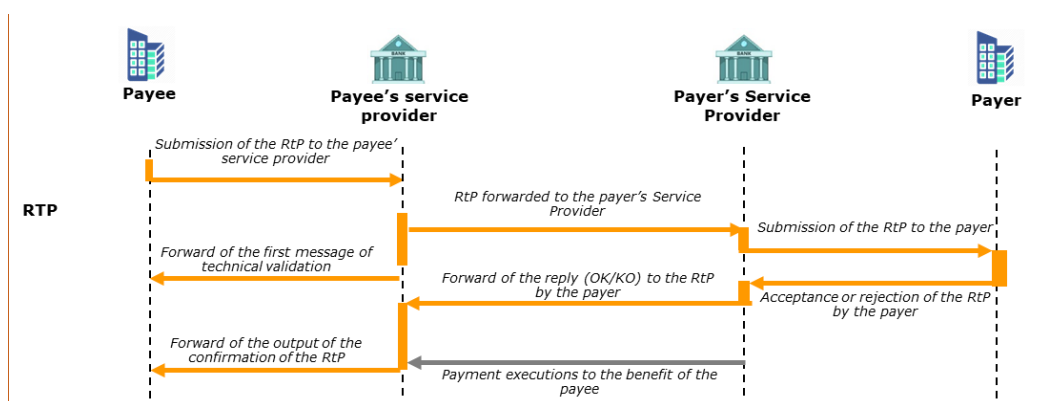 BANK
BANK
Payee
Payee's service
provider
Payer's Service
Provider
Payer
Submission of the RtP to the payee'
service provider
RTP
RtP forwarded to the payer's Service
Provider
Submission of the RtP to the payer
Forward of the first message of
technical validation
Forward of the reply (OK/KO) to the RtP
by the payer
Acceptance or rejection of the RtP
by the payer
Forward of the output of the
confirmation of the RtP
Payment executions to the benefit of the
payee